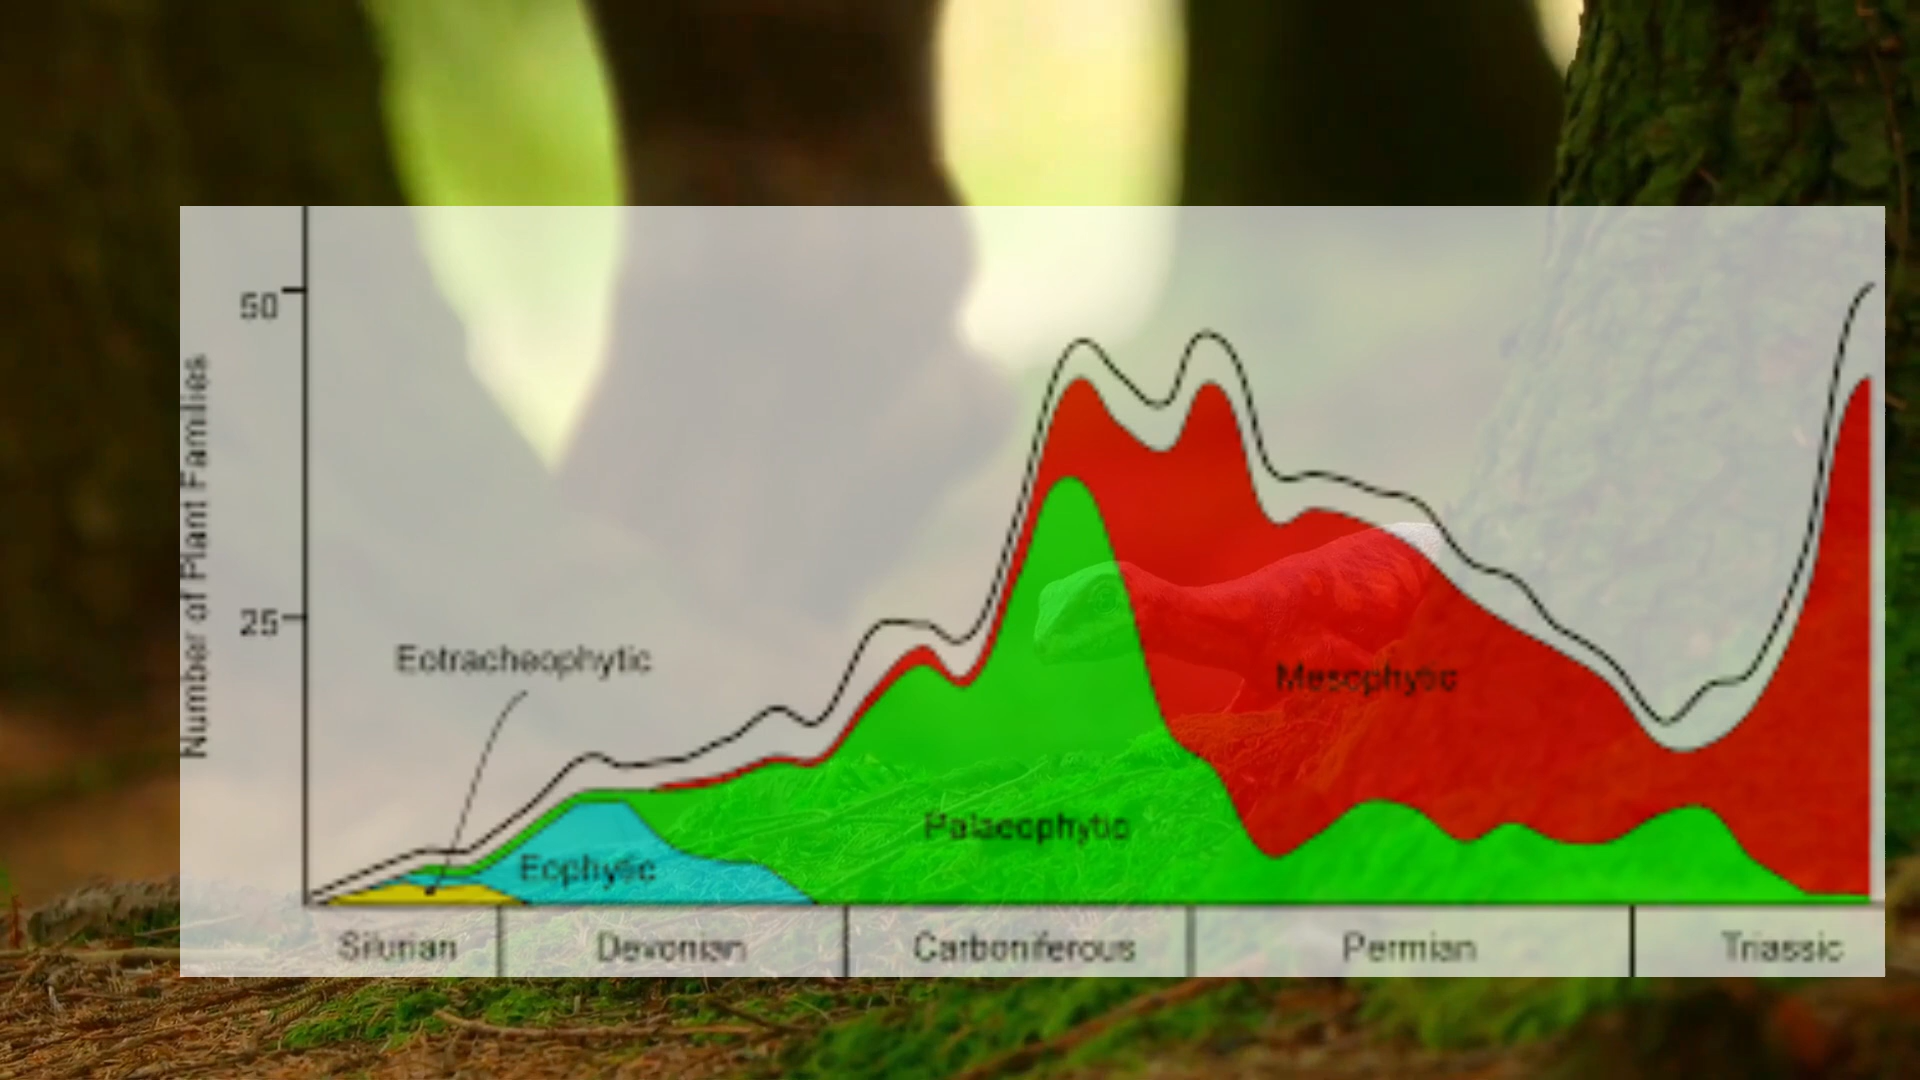 Number of Plant Families
50
25
Eotracheophytic
Eophytic
Palaeophytic
Mesophytic
Silurian
Devonian
Carboniferous
Permian
Triassic